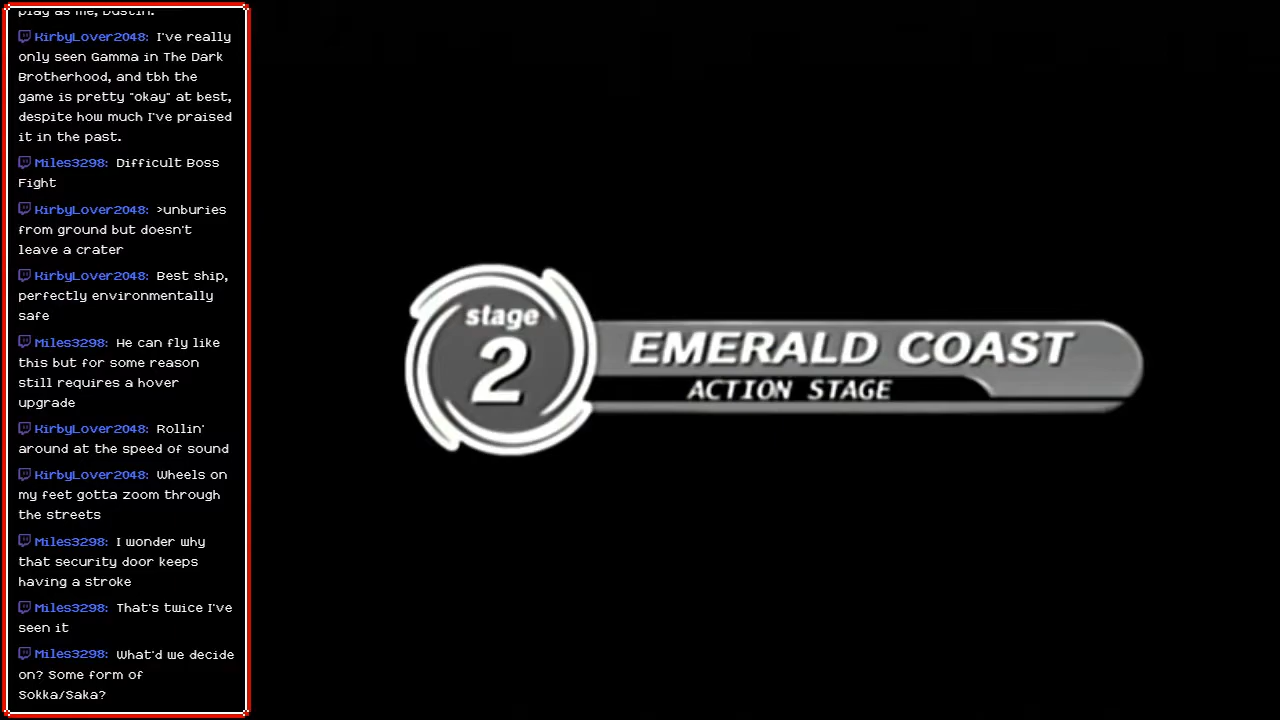 play as me, Dustin.
KirbyLover2048: I've really
only seen Gamma in The Dark
Brotherhood, and tbh the
game is pretty "okay" at best,
despite how much I've praised
it in the past.
Miles3298: Difficult Boss
Fight
KirbyLover2048: >unburies
from ground but doesn't
leave a crater
KirbyLover2048: Best ship,
perfectly environmentally
safe
Miles3298: He can fly like
this but for some reason
still requires a hover
upgrade
KirbyLover2048: Rollin'
around at the speed of sound
KirbyLover2048: Wheels on
my feet gotta zoom through
the streets
Miles3298: I wonder why
that security door keeps
having a stroke
Miles3298: That's twice I've
seen it
Miles3298: What'd we decide
on? Some form of
Sokka/Saka?
stage
2
EMERALD COAST
ACTION STAGE